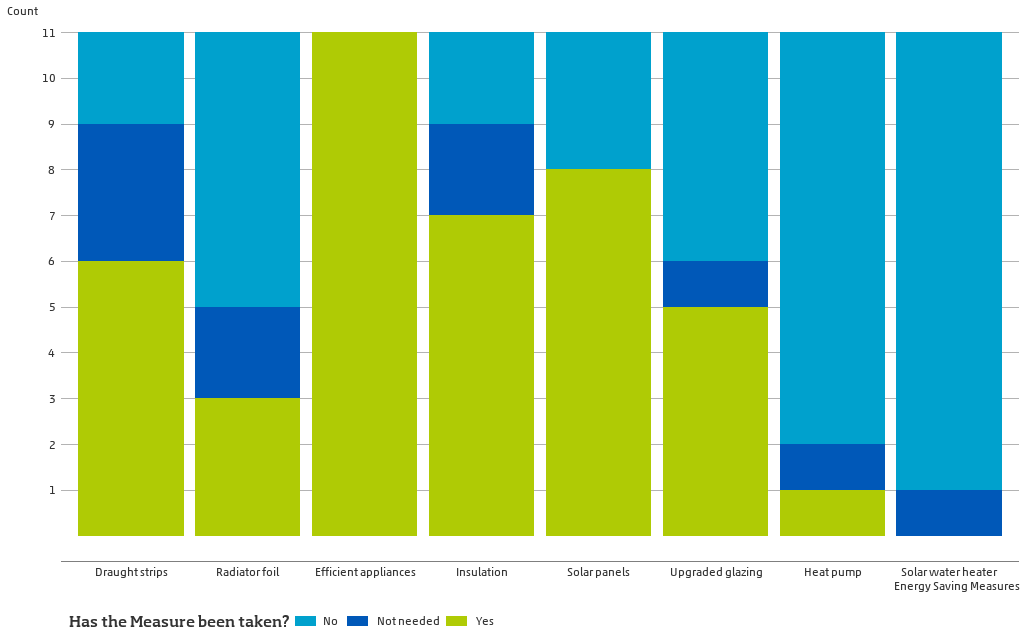 Count
11
10
9
8
7
6
5
4
3
2
1
Draught strips Radiator foil Efficient appliances Insulation Solar panels Upgraded glazing Heat pump Solar water heater
Energy Saving Measures
Has the Measure been taken? No Not needed Yes